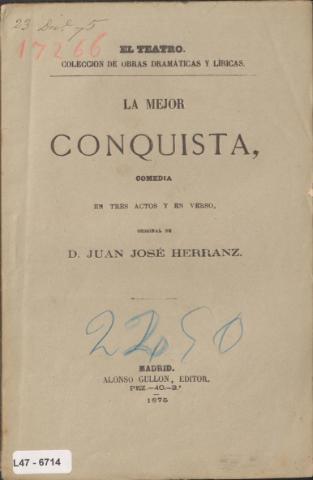 23 Dic 75
17266
EL TEATRO.
COLECCION DE OBRAS DRAMÁTICAS Y LÍRICAS.
LA MEJOR
CONQUISTA,
COMEDIA
EN TRES ACTOS Y EN VERSO,
ORIGINAL DE
D. JUAN JOSÉ HERRANZ.
2250
MADRID.
ALONSO GULLON, EDITOR.
PEZ.—40.—2.º
1875
L47 - 6714